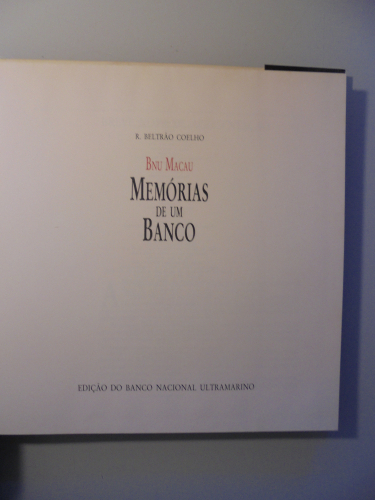 R. BELTRÃO COELHO
BNU MACAU
MEMÓRIAS
DE UM
BANCO
EDIÇÃO DO BANCO NACIONAL ULTRAMARINO